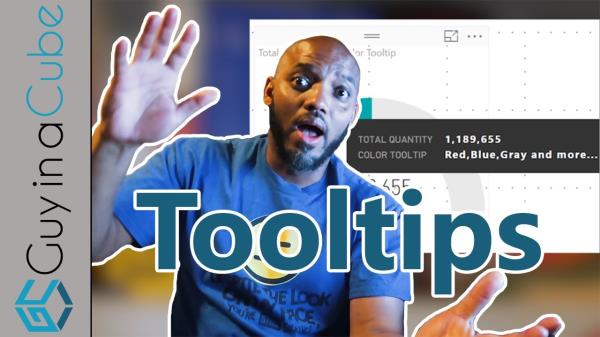 Guy in a Cube
Total
or Tooltip
TOTAL QUANTITY 1,189,655
COLOR TOOLTIP Red,Blue,Gray and more...
Tooltips
LOOK